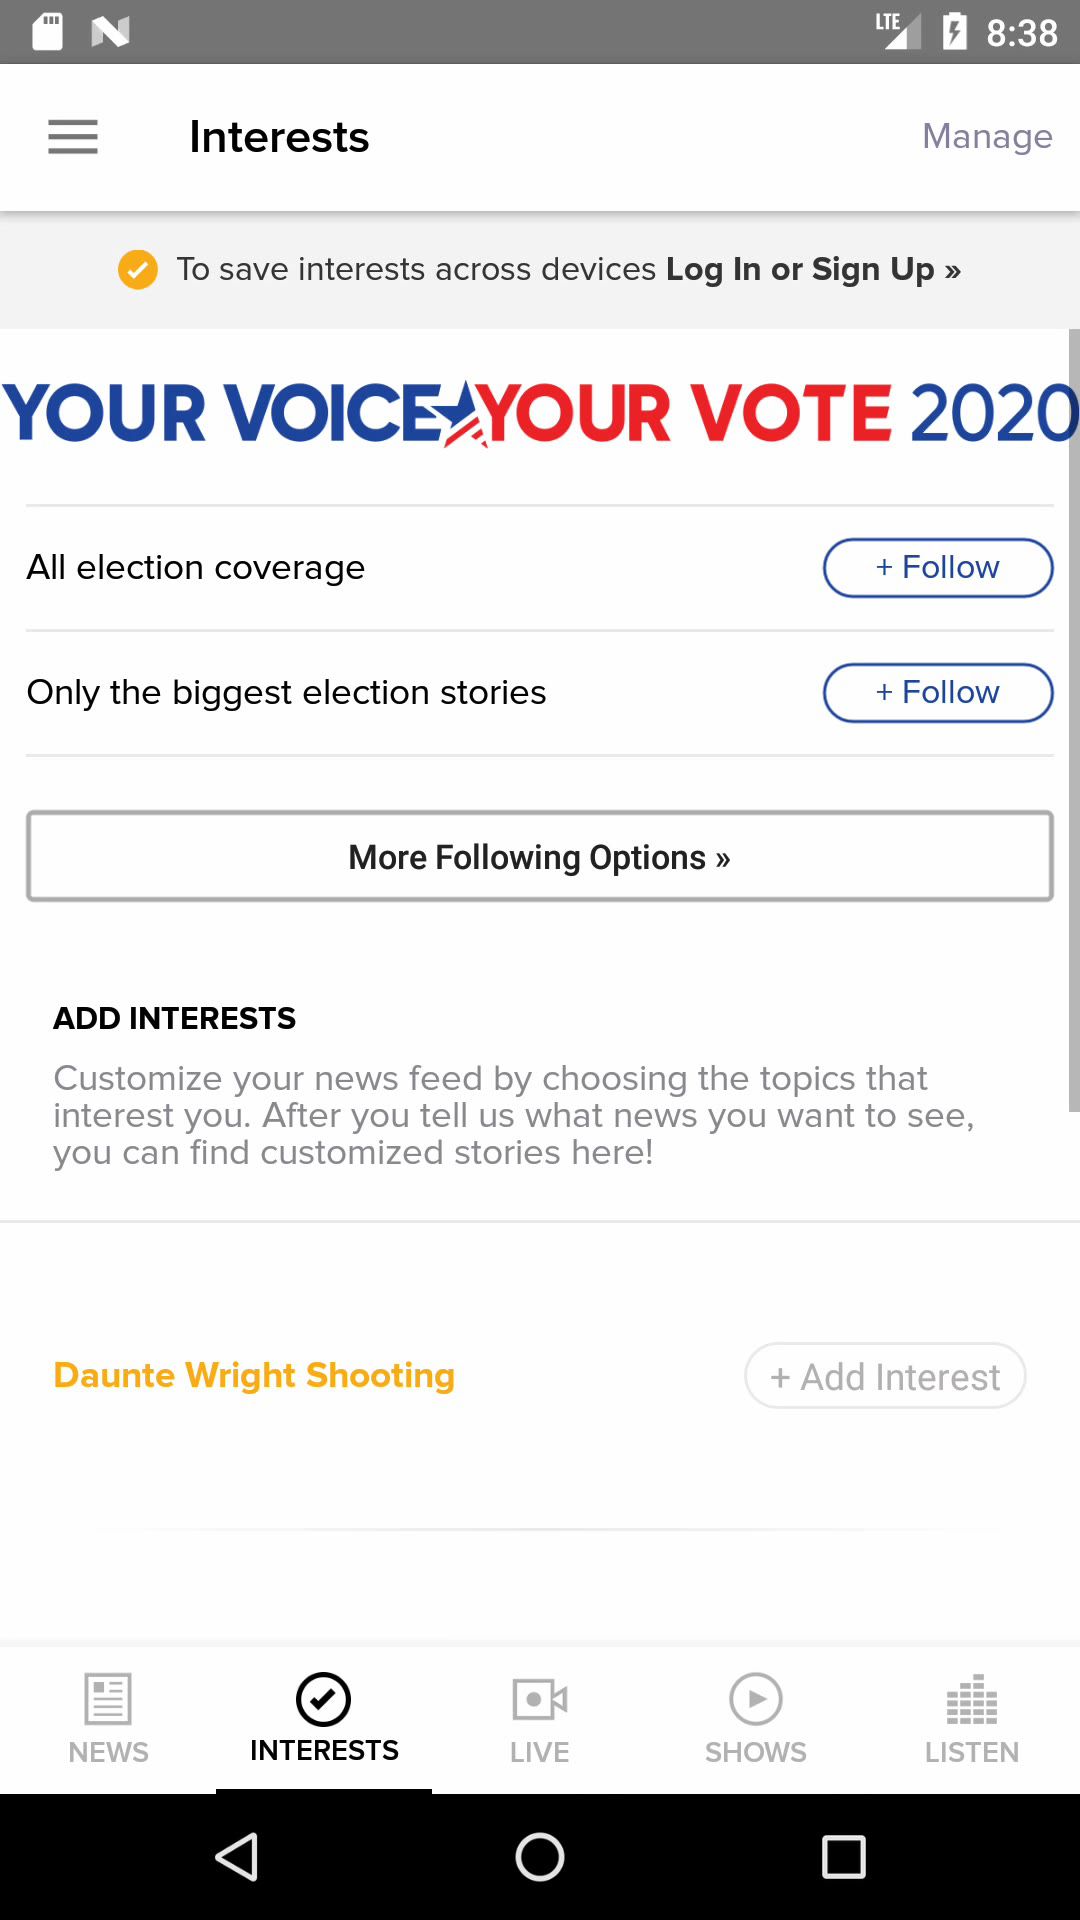 LTE 8:38
Interests Manage
To save interests across devices Log In or Sign Up »
YOUR VOICE YOUR VOTE 2020
All election coverage + Follow
Only the biggest election stories + Follow
More Following Options »
ADD INTERESTS
Customize your news feed by choosing the topics that
interest you. After you tell us what news you want to see,
you can find customized stories here!
Daunte Wright Shooting + Add Interest
NEWS INTERESTS LIVE SHOWS LISTEN